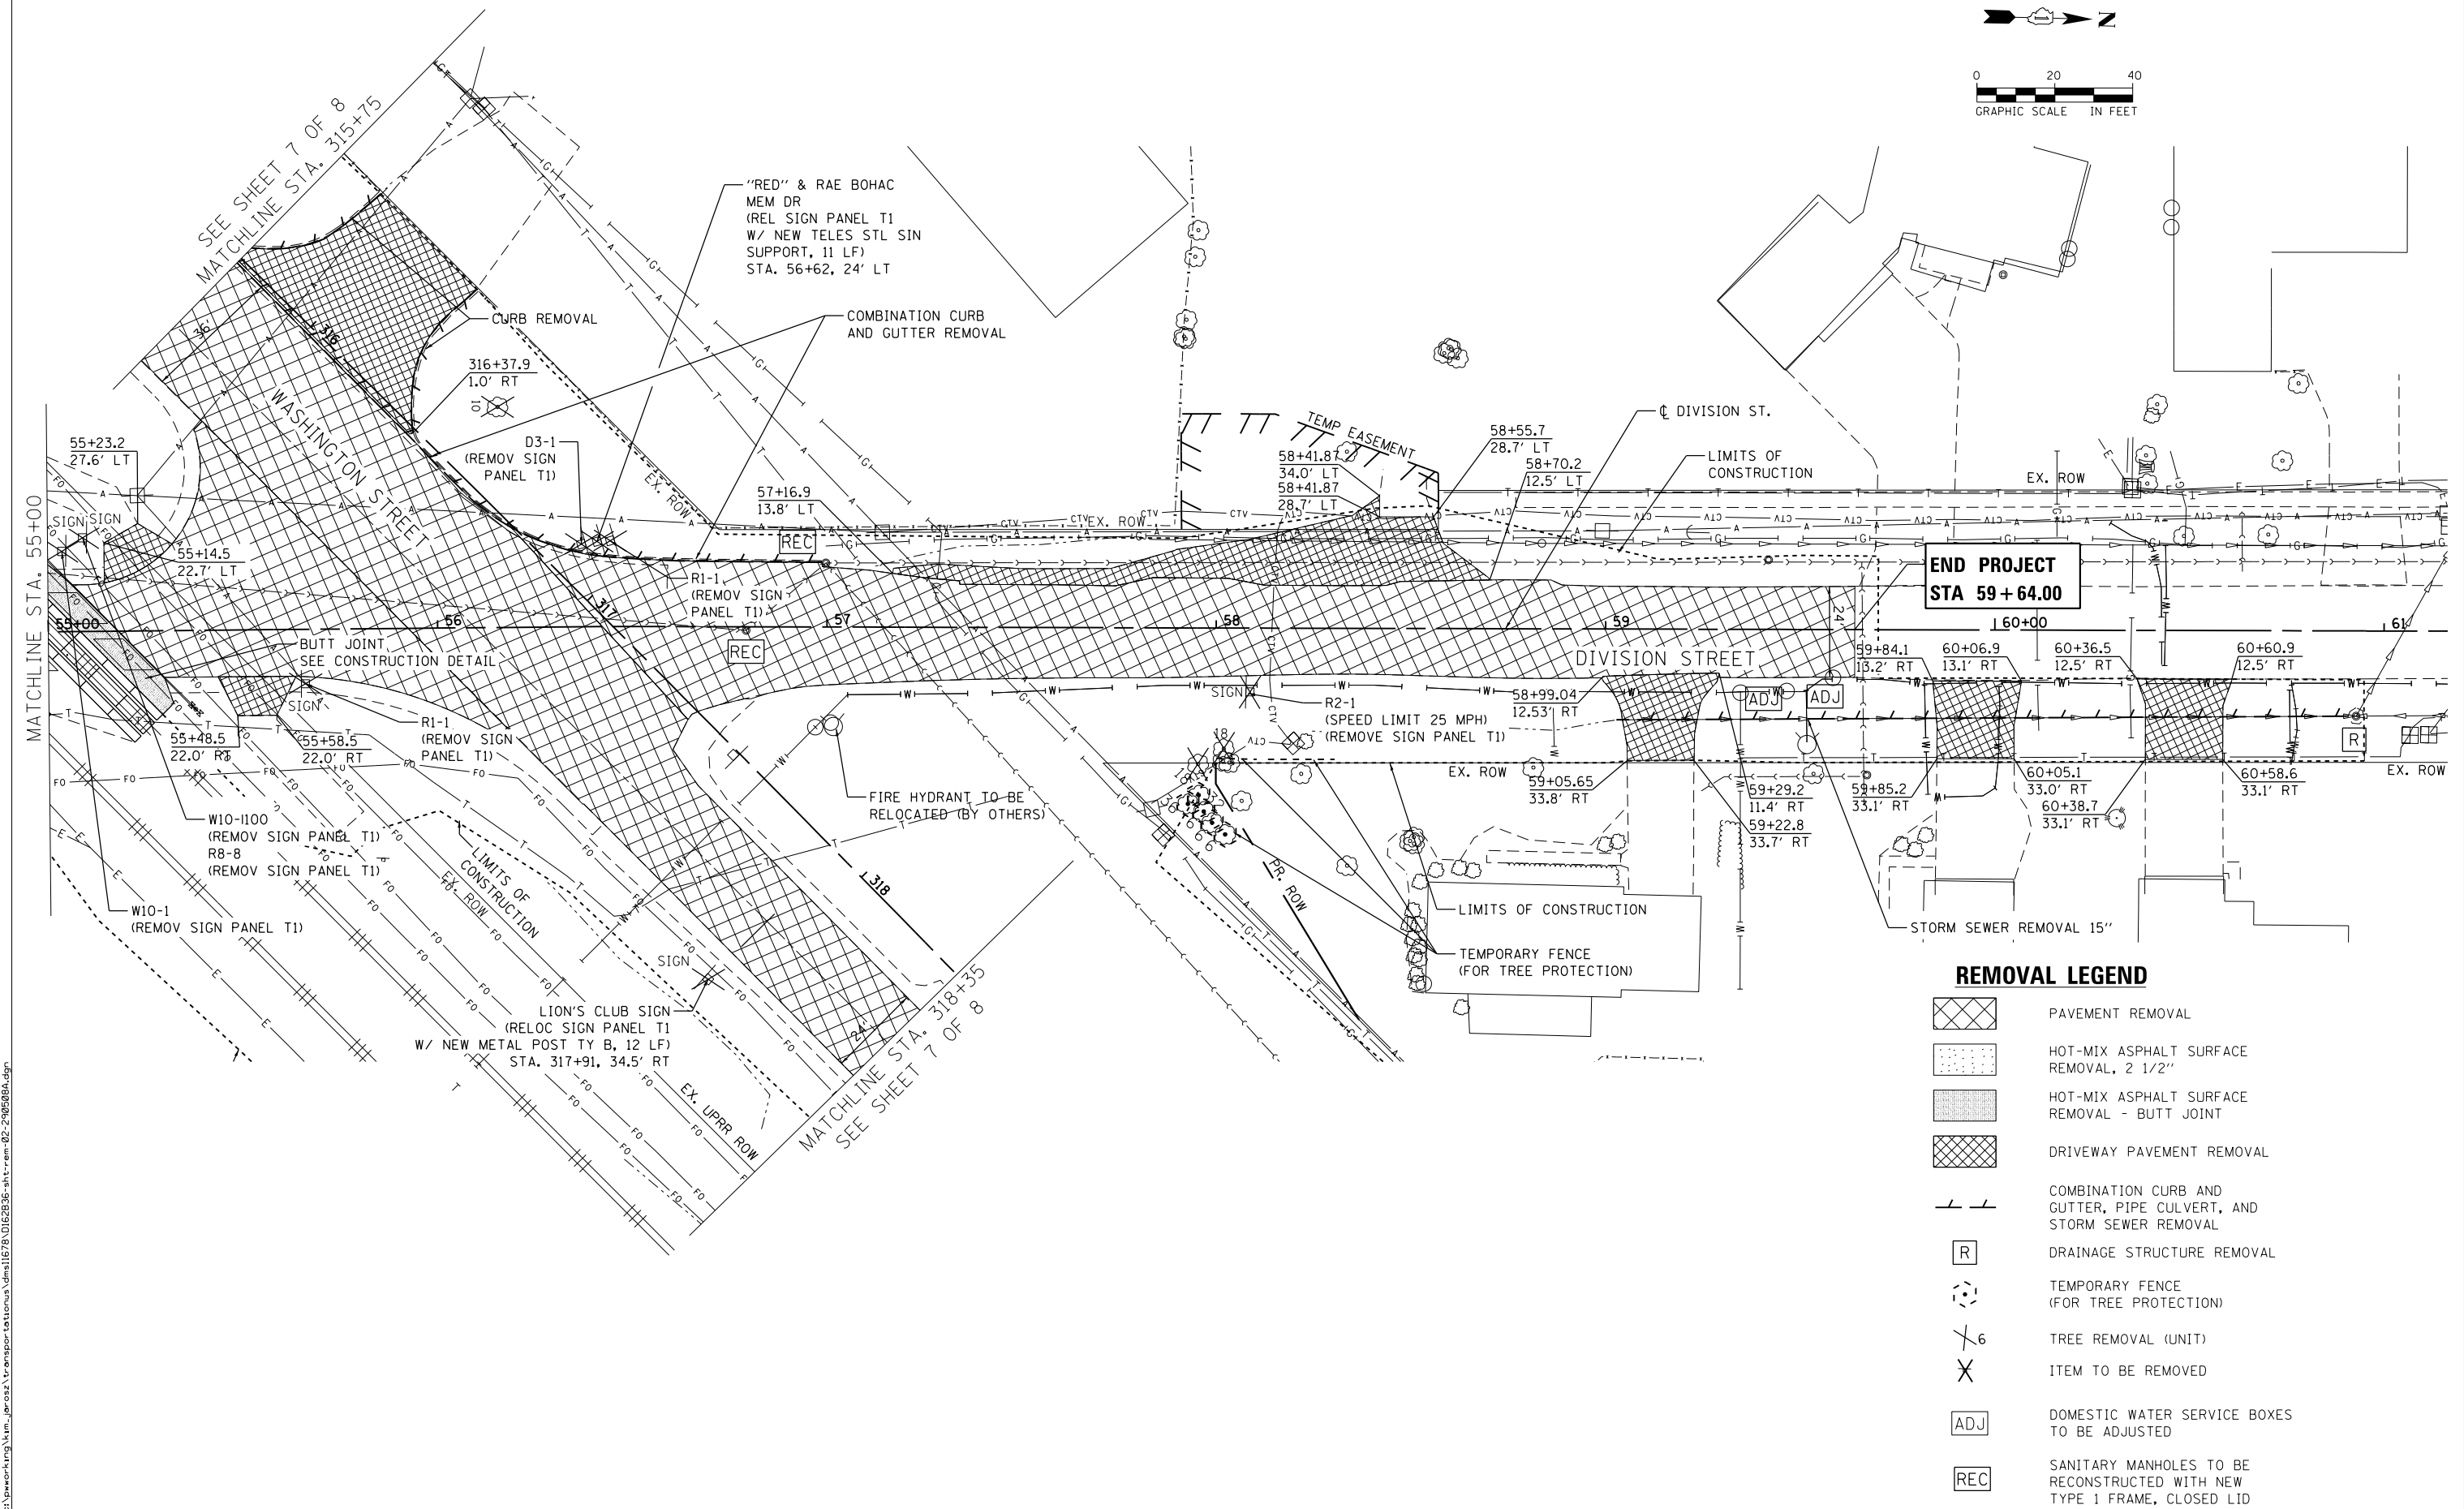 N
0 20 40
GRAPHIC SCALE IN FEET
SEE SHEET 7 OF 8
MATCHLINE STA. 315+75
"RED" & RAE BOHAC
MEM DR
(REL SIGN PANEL T1
W/ NEW TELES STL SIN
SUPPORT, 11 LF)
STA. 56+62, 24' LT
CURB REMOVAL
COMBINATION CURB
AND GUTTER REMOVAL
316+37.9
1.0' RT
10
36'
316
WASHINGTON STREET
D3-1
(REMOV SIGN
PANEL T1)
EX. ROW
57+16.9
13.8' LT
REC
EX. ROW
TEMP EASEMENT
58+41.87
34.0' LT
58+41.87
28.7' LT
58+55.7
28.7' LT
58+70.2
12.5' LT
℄ DIVISION ST.
LIMITS OF
CONSTRUCTION
EX. ROW
END PROJECT
STA 59+64.00
MATCHLINE STA. 55+00
55+23.2
27.6' LT
SIGN
SIGN
55+14.5
22.7' LT
R1-1
(REMOV SIGN
PANEL T1)
317
55+00
56
57
58
59
60+00
61
REC
24'
BUTT JOINT
SEE CONSTRUCTION DETAIL
DIVISION STREET
59+84.1
13.2' RT
60+06.9
13.1' RT
60+36.5
12.5' RT
60+60.9
12.5' RT
SIGN
R2-1
(SPEED LIMIT 25 MPH)
(REMOVE SIGN PANEL T1)
58+99.04
12.53' RT
ADJ
ADJ
R
SIGN
R1-1
(REMOV SIGN
PANEL T1)
55+48.5
22.0' RT
55+58.5
22.0' RT
18
EX. ROW
59+05.65
33.8' RT
59+29.2
11.4' RT
59+22.8
33.7' RT
59+85.2
33.1' RT
60+05.1
33.0' RT
60+38.7
33.1' RT
60+58.6
33.1' RT
EX. ROW
FIRE HYDRANT TO BE
RELOCATED (BY OTHERS)
W10-1100
(REMOV SIGN PANEL T1)
R8-8
(REMOV SIGN PANEL T1)
W10-1
(REMOV SIGN PANEL T1)
LIMITS OF
CONSTRUCTION
EX. ROW
318
PR. ROW
LIMITS OF CONSTRUCTION
TEMPORARY FENCE
(FOR TREE PROTECTION)
STORM SEWER REMOVAL 15"
SIGN
LION'S CLUB SIGN
(RELOC SIGN PANEL T1
W/ NEW METAL POST TY B, 12 LF)
STA. 317+91, 34.5' RT
24'
MATCHLINE STA. 318+35
SEE SHEET 7 OF 8
EX. UPRR ROW
REMOVAL LEGEND
PAVEMENT REMOVAL
HOT-MIX ASPHALT SURFACE
REMOVAL, 2 1/2"
HOT-MIX ASPHALT SURFACE
REMOVAL - BUTT JOINT
DRIVEWAY PAVEMENT REMOVAL
COMBINATION CURB AND
GUTTER, PIPE CULVERT, AND
STORM SEWER REMOVAL
R DRAINAGE STRUCTURE REMOVAL
TEMPORARY FENCE
(FOR TREE PROTECTION)
6 TREE REMOVAL (UNIT)
ITEM TO BE REMOVED
ADJ DOMESTIC WATER SERVICE BOXES
TO BE ADJUSTED
REC SANITARY MANHOLES TO BE
RECONSTRUCTED WITH NEW
TYPE 1 FRAME, CLOSED LID